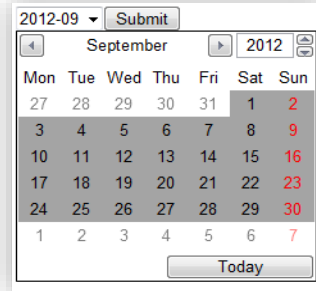 2012-09 Submit
September 2012
Mon Tue Wed Thu Fri Sat Sun
27 28 29 30 31 1 2
3 4 5 6 7 8 9
10 11 12 13 14 15 16
17 18 19 20 21 22 23
24 25 26 27 28 29 30
1 2 3 4 5 6 7
Today